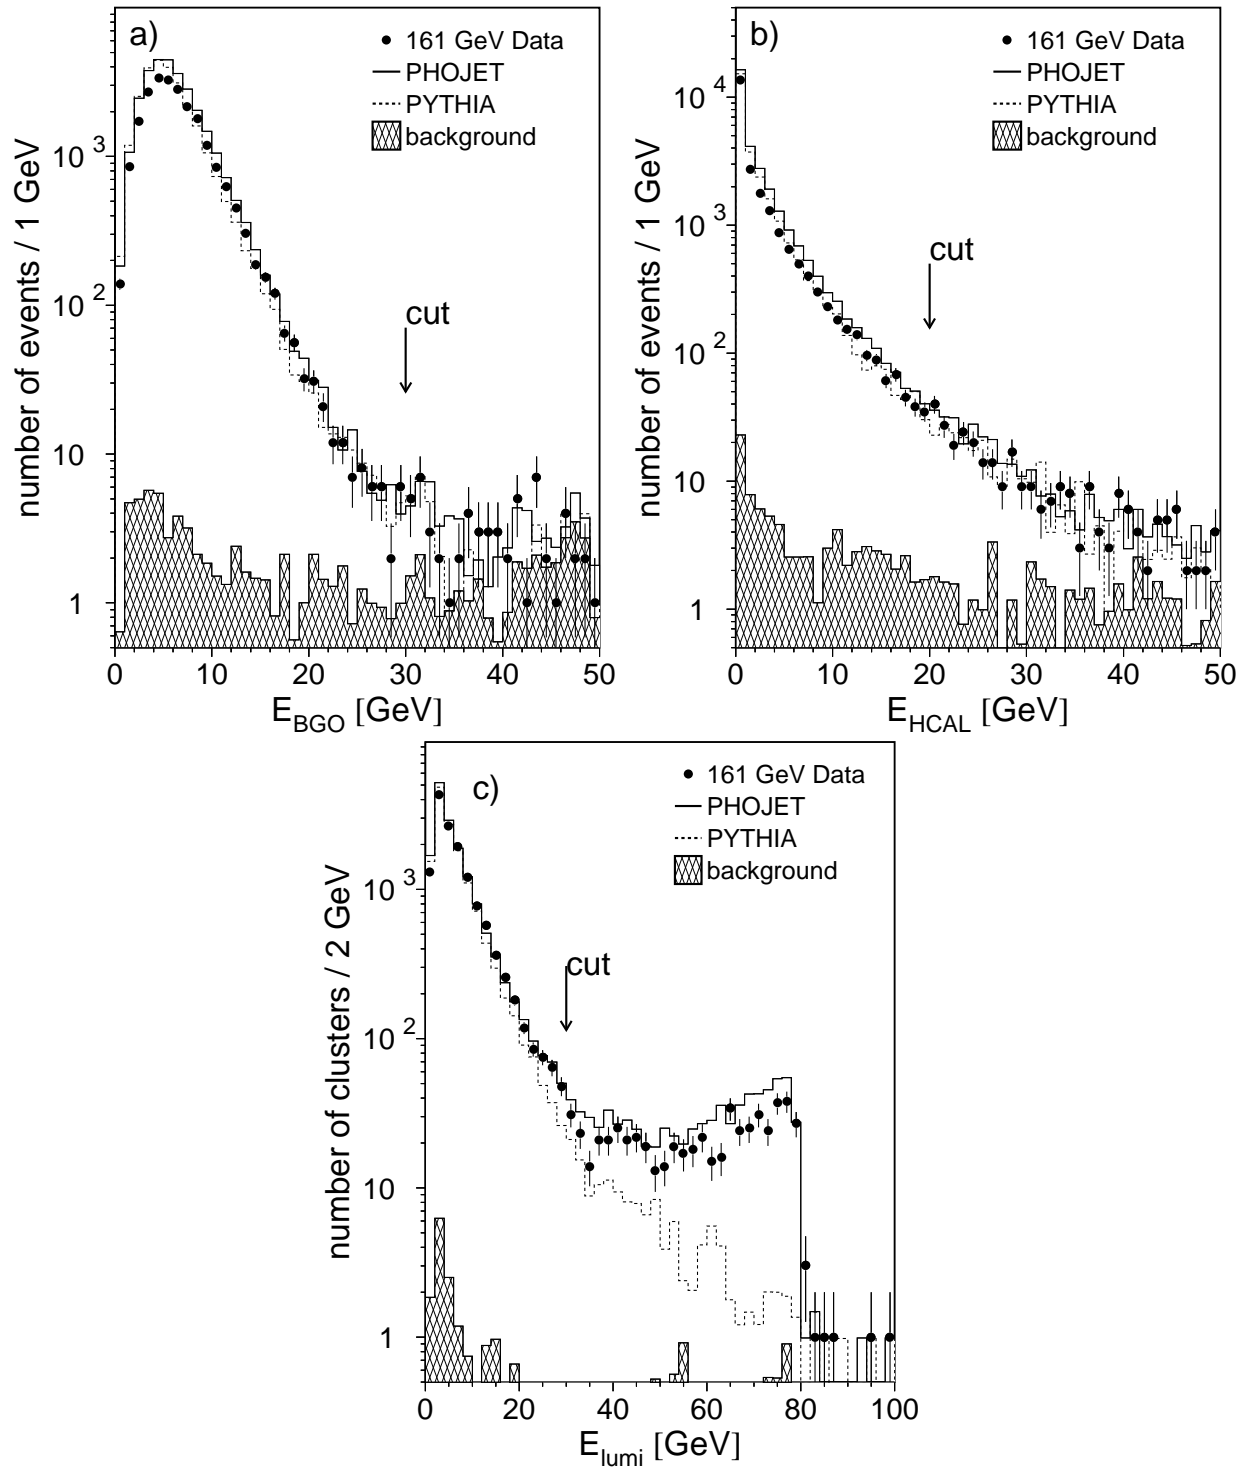 a)
161 GeV Data
PHOJET
PYTHIA
background
cut
number of events / 1 GeV
10 3
10 2
10
1
0 10 20 30 40 50
E_BGO [GeV]
b)
161 GeV Data
PHOJET
PYTHIA
background
cut
number of events / 1 GeV
10 4
10 3
10 2
10
1
0 10 20 30 40 50
E_HCAL [GeV]
c)
161 GeV Data
PHOJET
PYTHIA
background
cut
number of clusters / 2 GeV
10 3
10 2
10
1
0 20 40 60 80 100
E_lumi [GeV]